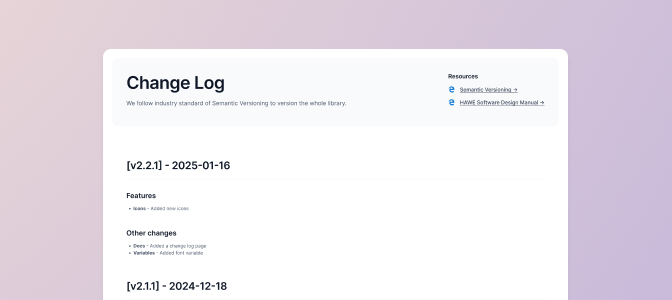 Change Log
We follow industry standard of Semantic Versioning to version the whole library.
Resources
Semantic Versioning →
HAWE Software Design Manual →
[v2.2.1] - 2025-01-16
Features
• Icons - Added new icons
Other changes
• Docs - Added a change log page
• Variables - Added font variable
[v2.1.1] - 2024-12-18